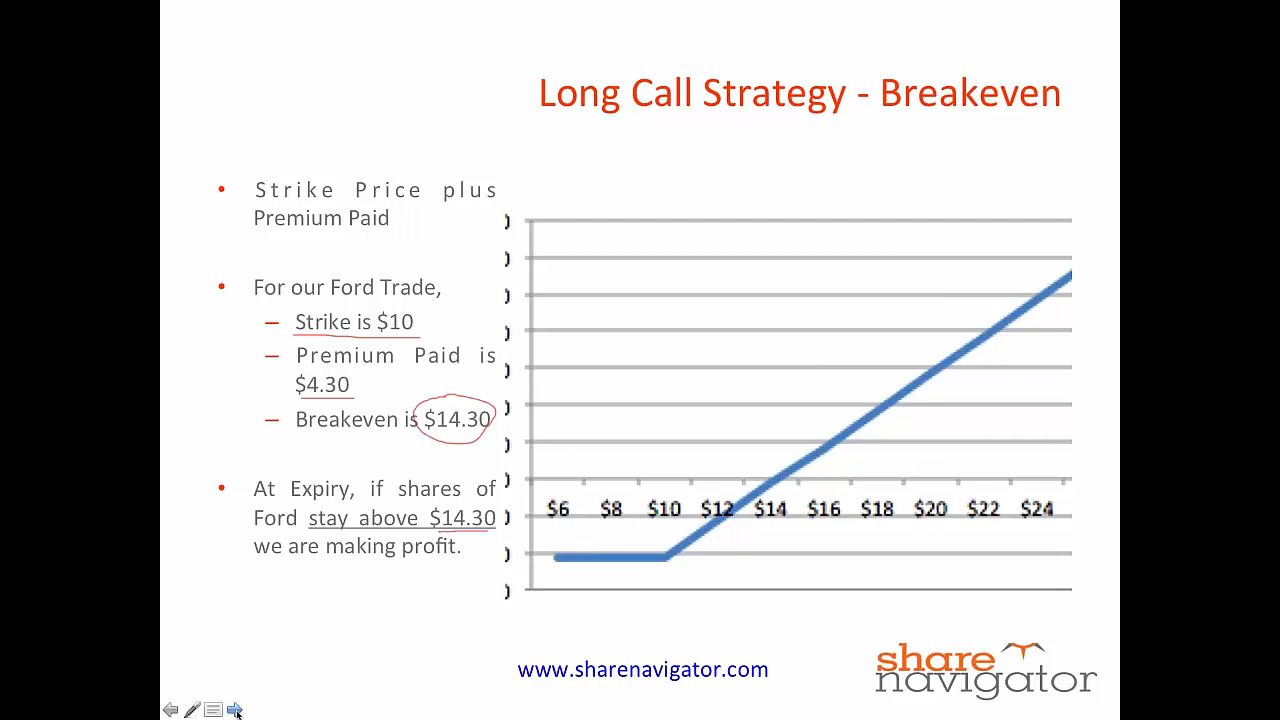 Long Call Strategy - Breakeven
• Strike Price plus
Premium Paid
• For our Ford Trade,
– Strike is $10
– Premium Paid is
$4.30
– Breakeven is $14.30
• At Expiry, if shares of
Ford stay above $14.30
we are making profit.
$6 $8 $10 $12 $14 $16 $18 $20 $22 $24
www.sharenavigator.com
share
navigator